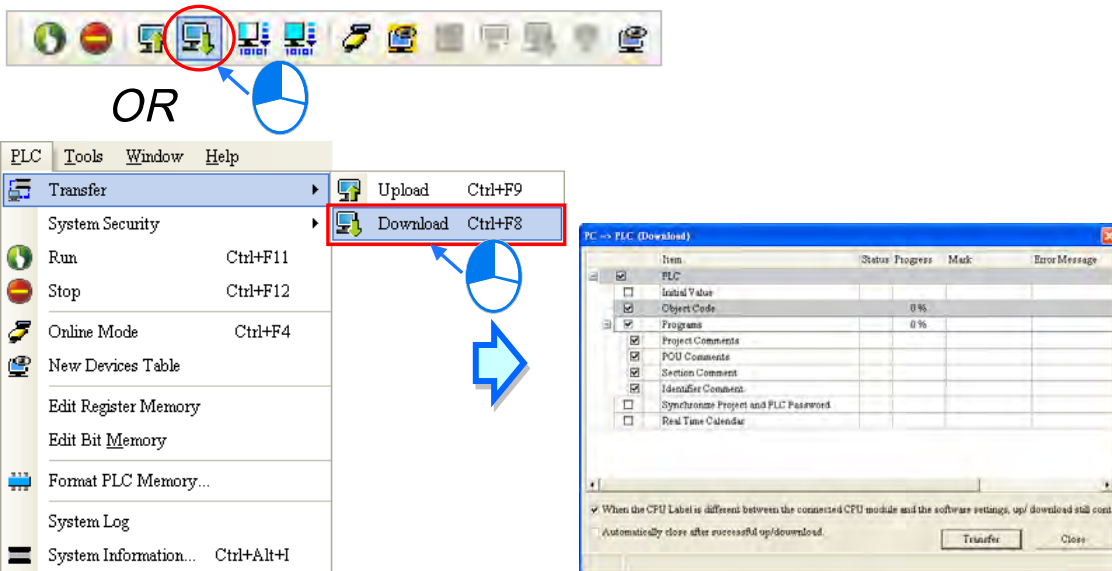 OR
PLC Tools Window Help
Transfer
Upload Ctrl+F9
System Security
Download Ctrl+F8
Run Ctrl+F11
Stop Ctrl+F12
Online Mode Ctrl+F4
New Devices Table
Edit Register Memory
Edit Bit Memory
Format PLC Memory...
System Log
System Information... Ctrl+Alt+I
PC => PLC (Download)
Item Status Progress Mark Error Message
PLC
Initial Value
Object Code 0 %
Programs 0 %
Project Comments
POU Comments
Section Comment
Identifier Comment
Synchronize Project and PLC Password
Real Time Calendar
When the CPU Label is different between the connected CPU module and the software settings, up/ download still cont
Automatically close after successful up/download.
Transfer Close